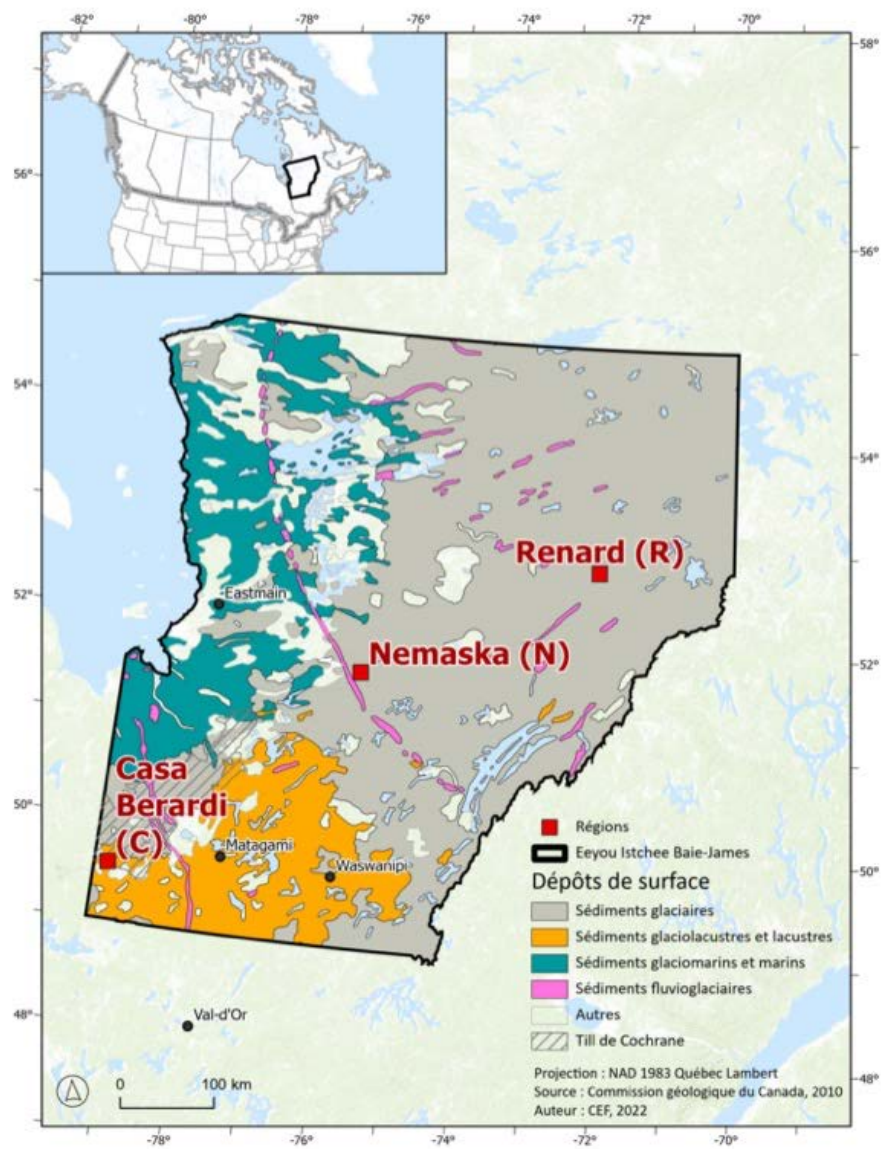 -82 -80 -78 -76 -74 -72 -70
58°
56°
56°
54°
54°
52°
52°
50°
50°
48°
48°
Renard (R)
Eastmain
Nemaska (N)
Casa
Berardi
(C)
Matagami
Waswanipi
Val-d'Or
Régions
Eeyou Istchee Baie-James
Dépôts de surface
Sédiments glaciaires
Sédiments glaciolacustres et lacustres
Sédiments glaciomarins et marins
Sédiments fluvioglaciaires
Autres
Till de Cochrane
Projection : NAD 1983 Québec Lambert
Source : Commission géologique du Canada, 2010
Auteur : CEF, 2022
0 100 km
-78° -76° -74° -72° -70°